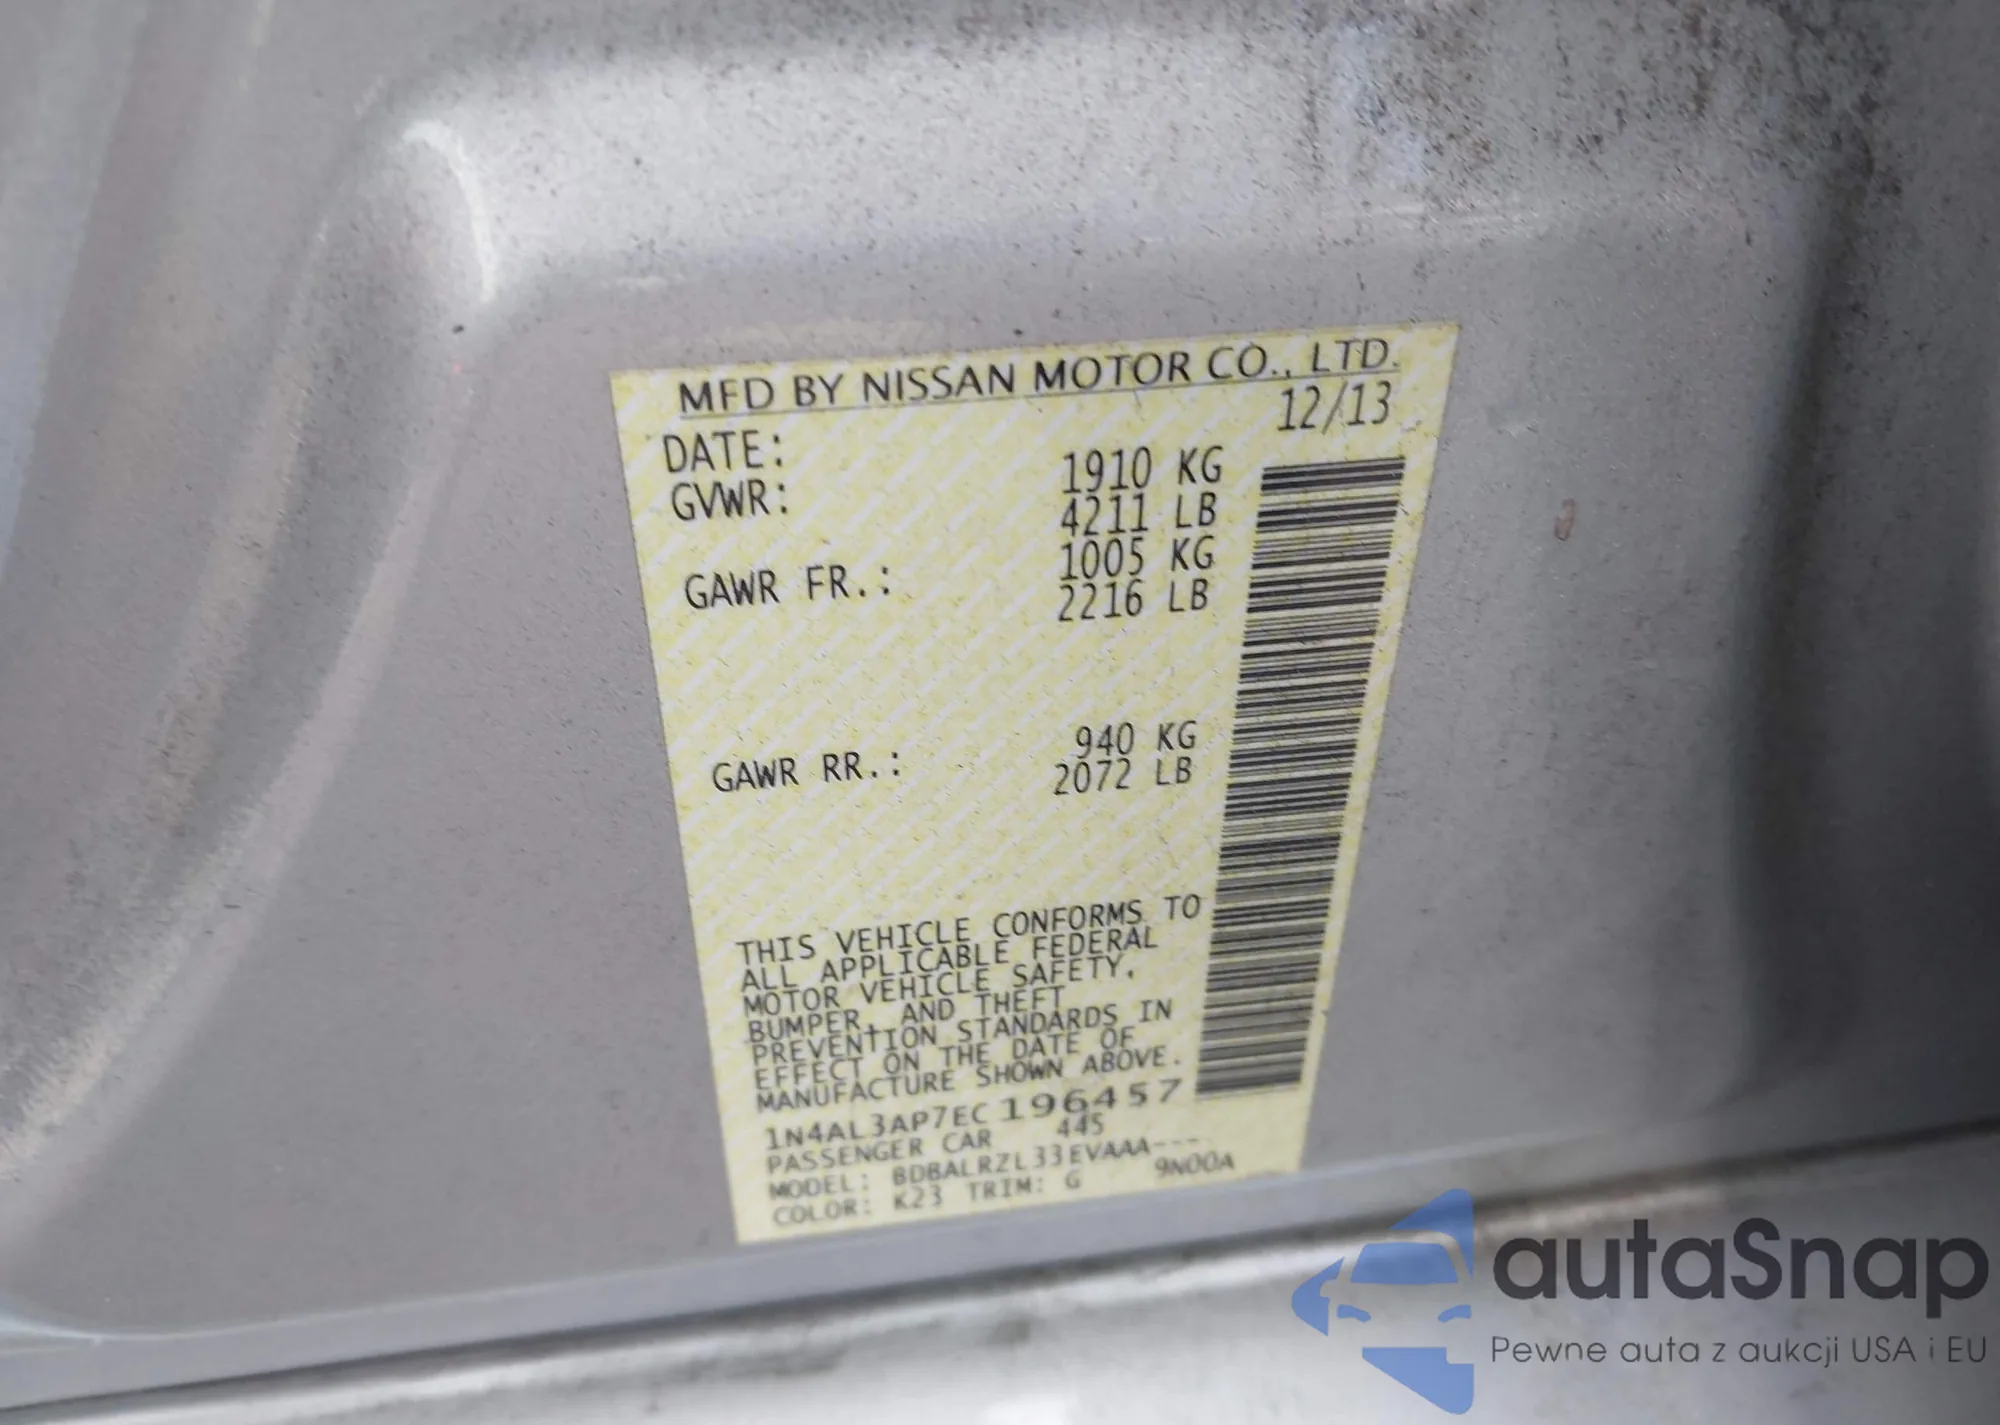 MFD BY NISSAN MOTOR CO., LTD.
DATE: 12/13
GVWR: 1910 KG
4211 LB
GAWR FR.: 1005 KG
2216 LB
GAWR RR.: 940 KG
2072 LB
THIS VEHICLE CONFORMS TO
ALL APPLICABLE FEDERAL
MOTOR VEHICLE SAFETY,
BUMPER, AND THEFT
PREVENTION STANDARDS IN
EFFECT ON THE DATE OF
MANUFACTURE SHOWN ABOVE.
1N4AL3AP7EC196457
PASSENGER CAR 445
MODEL: BDBALRZL33EVAAA----
COLOR: K23 TRIM: G 9N00A
autaSnap
Pewne auta z aukcji USA i EU